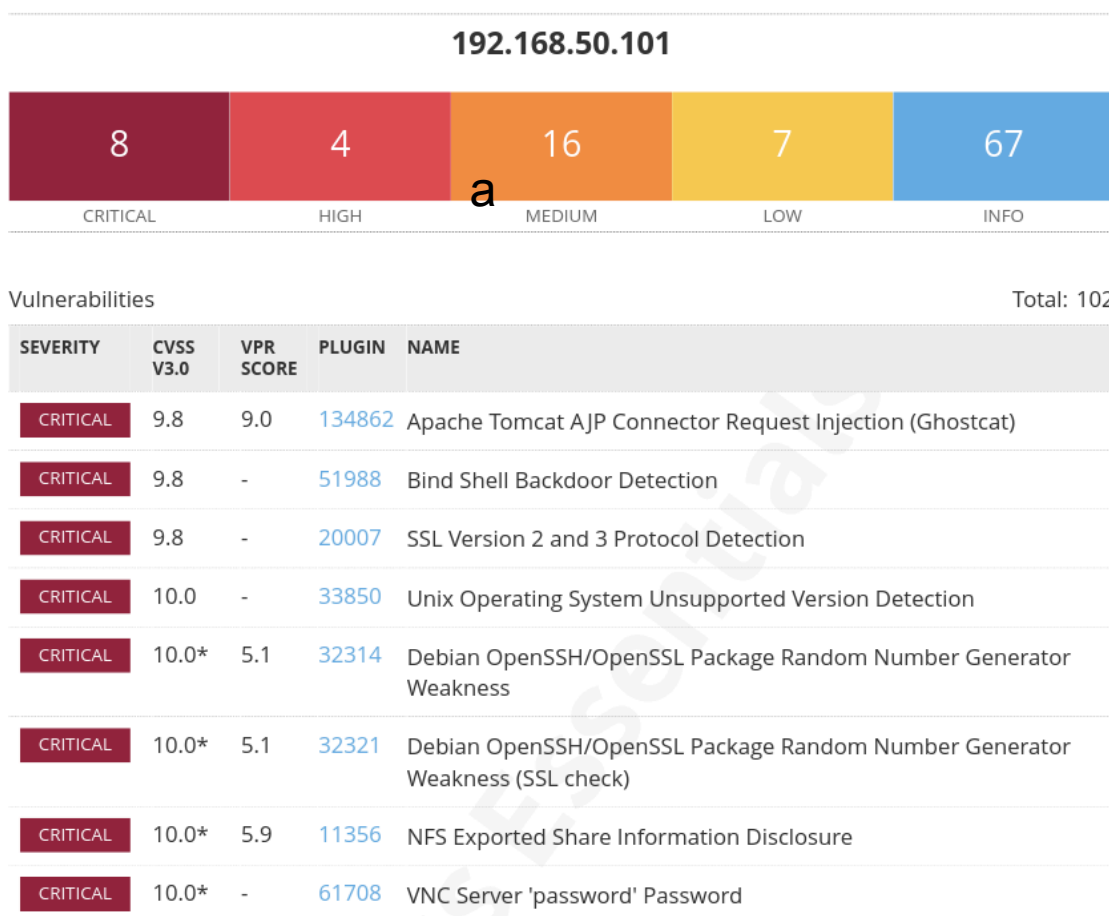 192.168.50.101
8 4 16 7 67
a
CRITICAL HIGH MEDIUM LOW INFO
Vulnerabilities Total: 102
SEVERITY CVSS V3.0 VPR SCORE PLUGIN NAME
CRITICAL 9.8 9.0 134862 Apache Tomcat AJP Connector Request Injection (Ghostcat)
CRITICAL 9.8 - 51988 Bind Shell Backdoor Detection
CRITICAL 9.8 - 20007 SSL Version 2 and 3 Protocol Detection
CRITICAL 10.0 - 33850 Unix Operating System Unsupported Version Detection
CRITICAL 10.0* 5.1 32314 Debian OpenSSH/OpenSSL Package Random Number Generator
Weakness
CRITICAL 10.0* 5.1 32321 Debian OpenSSH/OpenSSL Package Random Number Generator
Weakness (SSL check)
CRITICAL 10.0* 5.9 11356 NFS Exported Share Information Disclosure
CRITICAL 10.0* - 61708 VNC Server 'password' Password
s Essentials